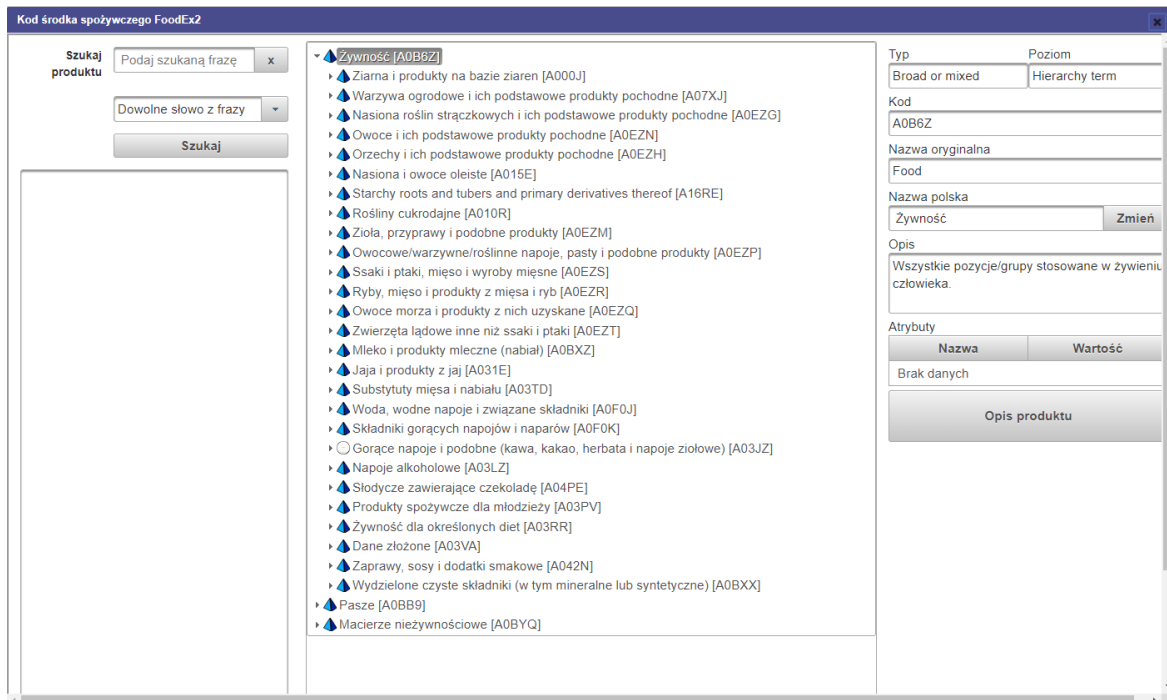 Kod środka spożywczego FoodEx2
Szukaj produktu
Podaj szukaną frazę
x
Dowolne słowo z frazy
Szukaj
Żywność [A0B6Z]
Ziarna i produkty na bazie ziaren [A000J]
Warzywa ogrodowe i ich podstawowe produkty pochodne [A07XJ]
Nasiona roślin strączkowych i ich podstawowe produkty pochodne [A0EZG]
Owoce i ich podstawowe produkty pochodne [A0EZN]
Orzechy i ich podstawowe produkty pochodne [A0EZH]
Nasiona i owoce oleiste [A015E]
Starchy roots and tubers and primary derivatives thereof [A16RE]
Rośliny cukrodajne [A010R]
Zioła, przyprawy i podobne produkty [A0EZM]
Owocowe/warzywne/roślinne napoje, pasty i podobne produkty [A0EZP]
Ssaki i ptaki, mięso i wyroby mięsne [A0EZS]
Ryby, mięso i produkty z mięsa i ryb [A0EZR]
Owoce morza i produkty z nich uzyskane [A0EZQ]
Zwierzęta lądowe inne niż ssaki i ptaki [A0EZT]
Mleko i produkty mleczne (nabiał) [A0BXZ]
Jaja i produkty z jaj [A031E]
Substytuty mięsa i nabiału [A03TD]
Woda, wodne napoje i związane składniki [A0F0J]
Składniki gorących napojów i naparów [A0F0K]
Gorące napoje i podobne (kawa, kakao, herbata i napoje ziołowe) [A03JZ]
Napoje alkoholowe [A03LZ]
Słodycze zawierające czekoladę [A04PE]
Produkty spożywcze dla młodzieży [A03PV]
Żywność dla określonych diet [A03RR]
Dane złożone [A03VA]
Zaprawy, sosy i dodatki smakowe [A042N]
Wydzielone czyste składniki (w tym mineralne lub syntetyczne) [A0BXX]
Pasze [A0BB9]
Macierze nieżywnościowe [A0BYQ]
Typ Poziom
Broad or mixed Hierarchy term
Kod
A0B6Z
Nazwa oryginalna
Food
Nazwa polska
Żywność Zmień
Opis
Wszystkie pozycje/grupy stosowane w żywieniu
człowieka.
Atrybuty
Nazwa Wartość
Brak danych
Opis produktu